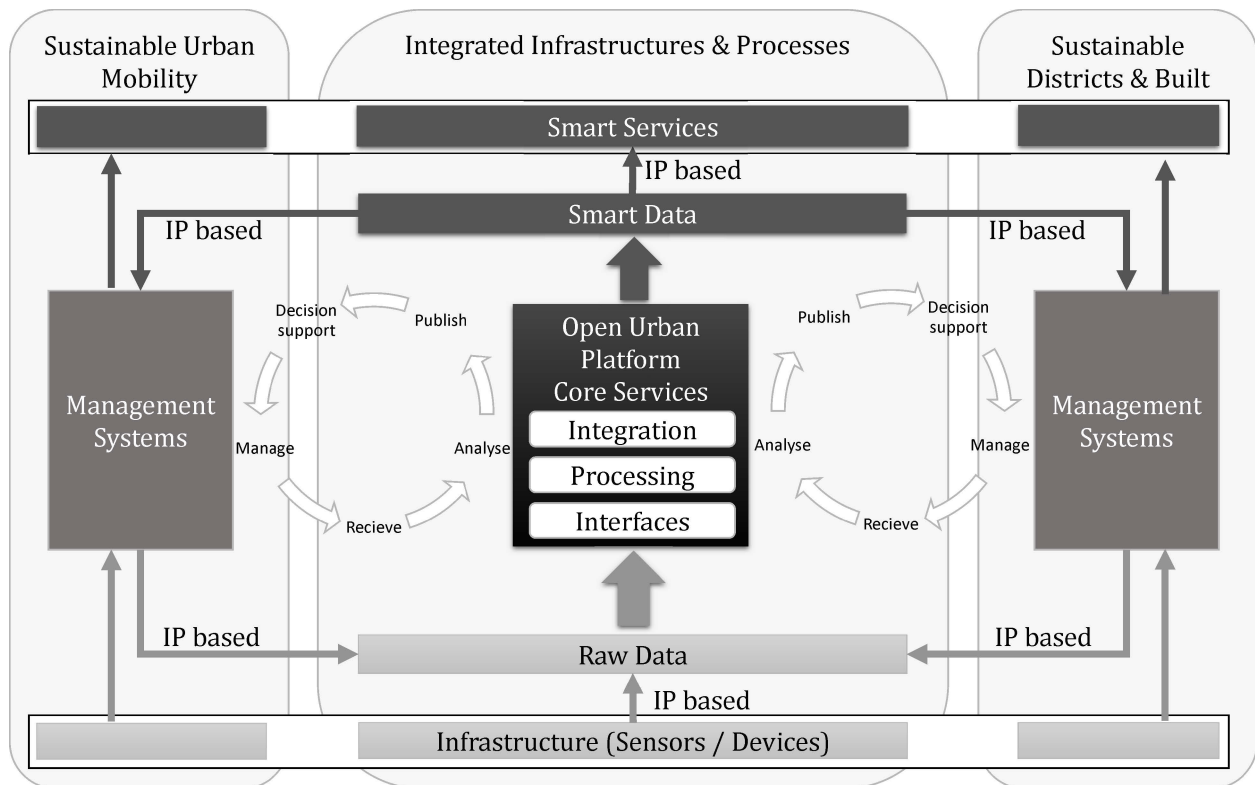 Sustainable Urban
Mobility
Integrated Infrastructures & Processes
Sustainable
Districts & Built
Smart Services
IP based
Smart Data
IP based
IP based
Decision
support
Publish
Publish
Decision
support
Open Urban
Platform
Core Services
Management
Systems
Management
Systems
Integration
Manage
Analyse
Analyse
Manage
Processing
Recieve
Interfaces
Recieve
IP based
IP based
Raw Data
IP based
Infrastructure (Sensors / Devices)